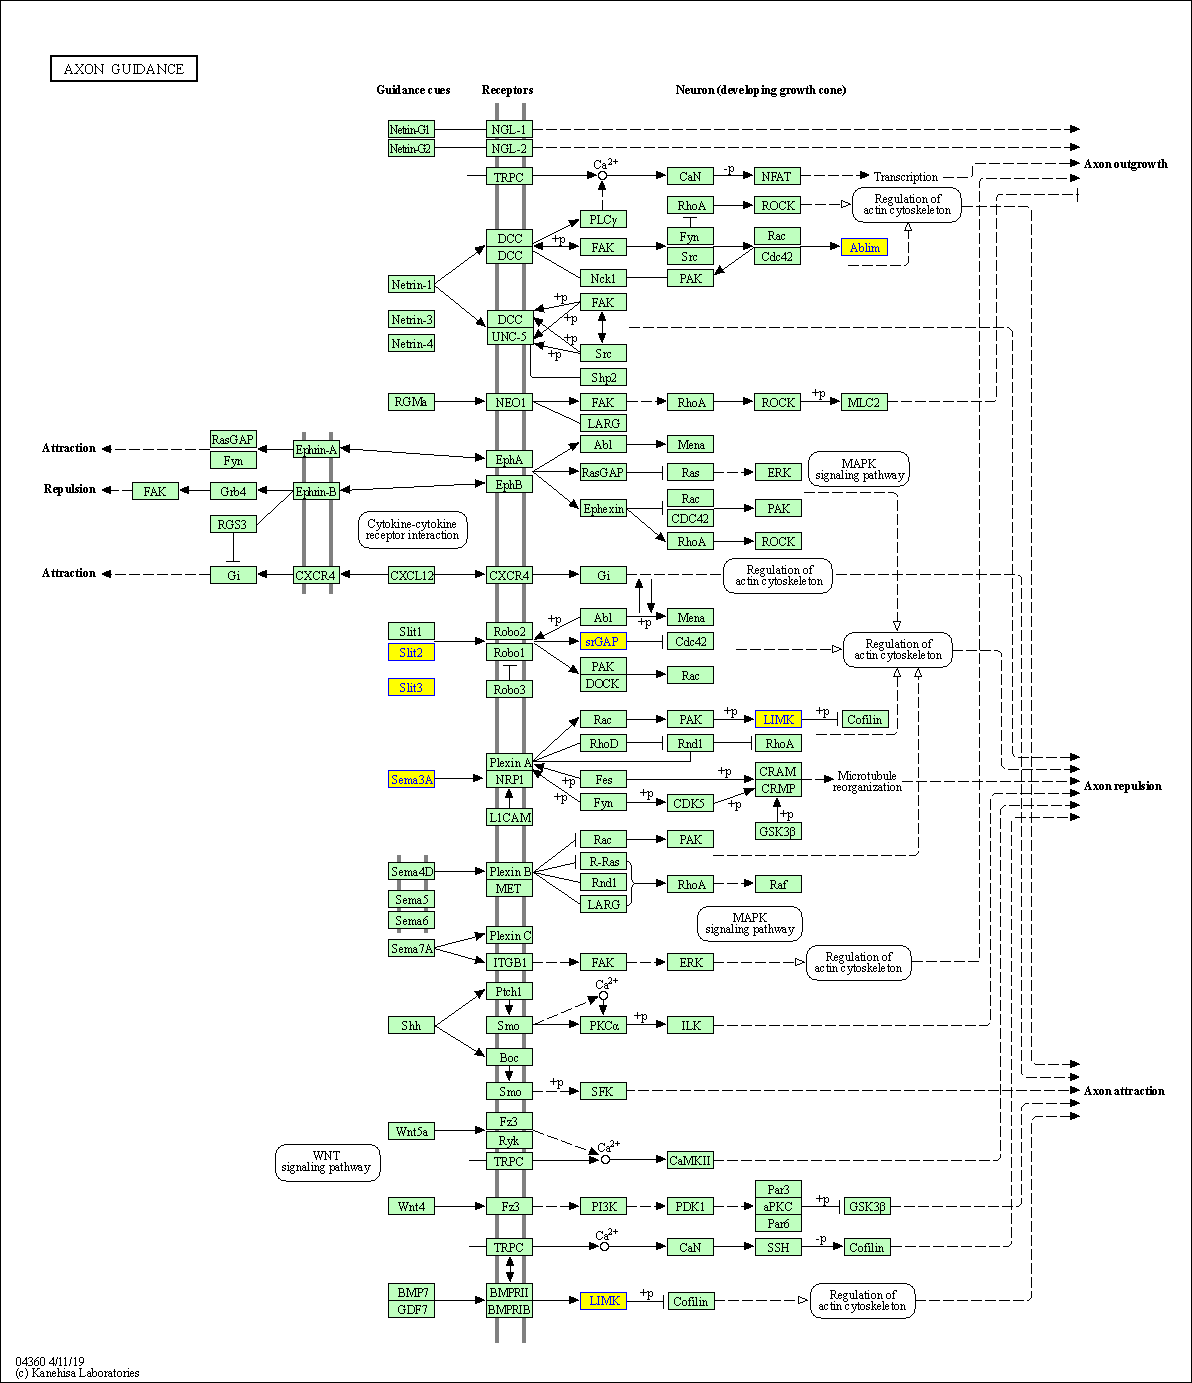 AXON GUIDANCE
Guidance cues Receptors Neuron (developing growth cone)
Netrin-G1 NGL-1
Netrin-G2 NGL-2
Axon outgrowth
TRPC Ca2+ CaN -p NFAT Transcription
RhoA ROCK Regulation of
actin cytoskeleton
PLCγ
DCC +p FAK Fyn Rac Ablim
DCC Src Cdc42
Netrin-1 Nck1 PAK
+p FAK
Netrin-3 DCC +p
UNC-5 +p
Netrin-4 +p Src
Shp2
RGMa NEO1 FAK RhoA ROCK +p MLC2
LARG
RasGAP Abl Mena
Attraction Fyn Ephrin-A EphA
RasGAP Ras ERK MAPK
signaling pathway
Repulsion FAK Grb4 Ephrin-B EphB
Rac
Ephexin CDC42 PAK
RGS3 Cytokine-cytokine
receptor interaction
RhoA ROCK
Attraction Gi CXCR4 CXCL12 CXCR4 Gi Regulation of
actin cytoskeleton
+p Abl +p Mena
Slit1 Robo2
srGAP Cdc42 Regulation of
actin cytoskeleton
Slit2 Robo1
PAK
DOCK Rac
Slit3 Robo3
Rac PAK +p LIMK +p Cofilin
RhoD Rnd1 RhoA
Plexin A
Sema3A NRP1 +p Fes +p CRAM
CRMP Microtubule
reorganization
Axon repulsion
+p Fyn +p CDK5 +p
L1CAM +p
GSK3β
Rac PAK
Sema4D Plexin B R-Ras
MET Rnd1 RhoA Raf
Sema5 LARG
Sema6 MAPK
signaling pathway
Sema7A Plexin C
ITGB1 FAK ERK Regulation of
actin cytoskeleton
Ptch1 Ca2+
Shh Smo PKCα +p ILK
Boc
Smo +p SFK Axon attraction
Wnt5a Fz3
Ryk Ca2+
WNT
signaling pathway
TRPC CaMKII
Wnt4 Fz3 PI3K PDK1 Par3
aPKC +p GSK3β
Par6
TRPC Ca2+ CaN SSH -p Cofilin
BMP7 BMPRII
GDF7 BMPRIB LIMK +p Cofilin Regulation of
actin cytoskeleton
04360 4/11/19
(c) Kanehisa Laboratories